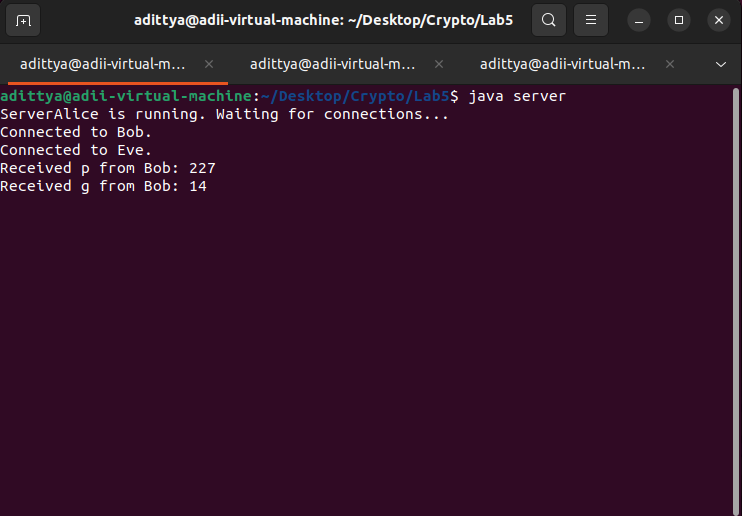 adittya@adii-virtual-machine: ~/Desktop/Crypto/Lab5
adittya@adii-virtual-m... adittya@adii-virtual-m... adittya@adii-virtual-m...
adittya@adii-virtual-machine:~/Desktop/Crypto/Lab5$ java server
ServerAlice is running. Waiting for connections...
Connected to Bob.
Connected to Eve.
Received p from Bob: 227
Received g from Bob: 14